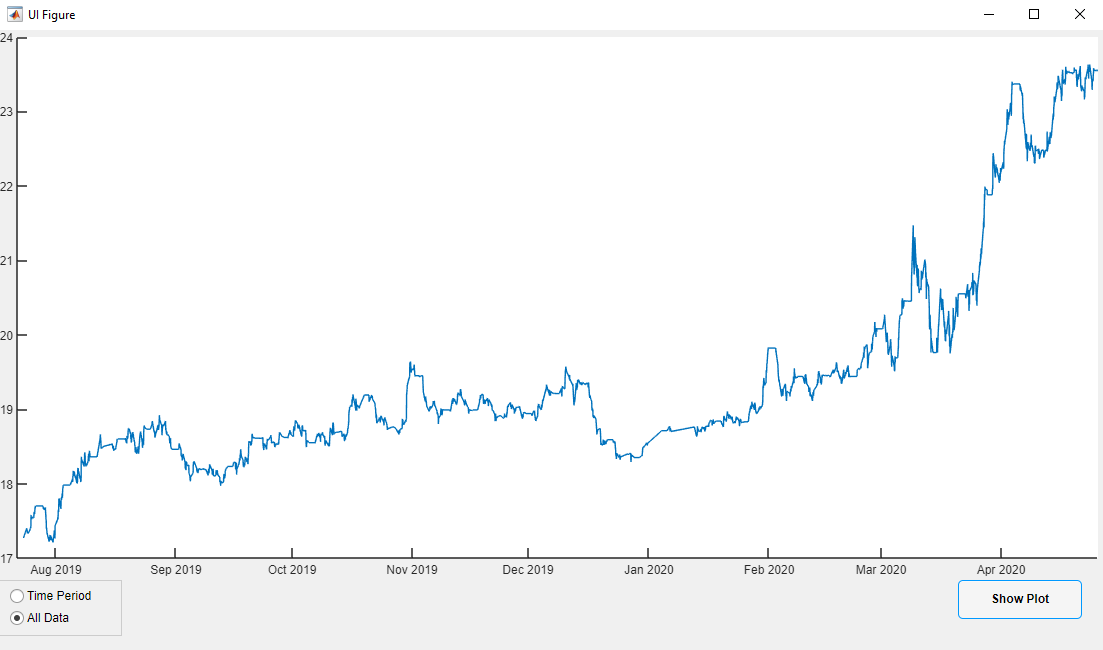 UI Figure
24
23
22
21
20
19
18
17
Aug 2019 Sep 2019 Oct 2019 Nov 2019 Dec 2019 Jan 2020 Feb 2020 Mar 2020 Apr 2020
Time Period
All Data
Show Plot